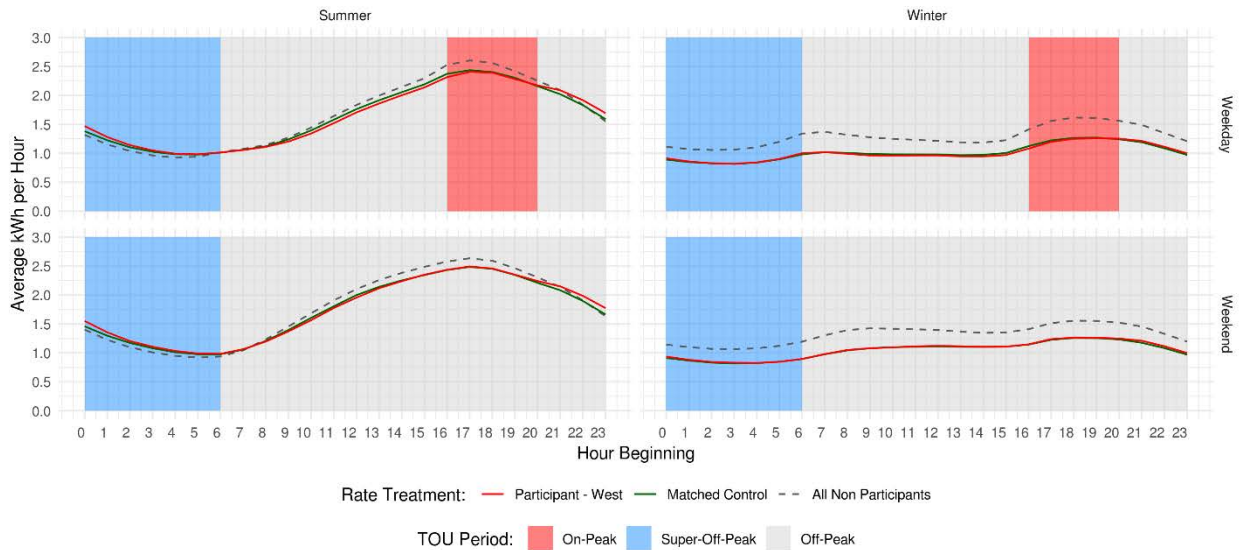 Summer Winter
3.0
2.5
2.0
1.5
1.0
0.5
0.0
Weekday
3.0
2.5
2.0
1.5
1.0
0.5
0.0
Weekend
Average kWh per Hour
0 1 2 3 4 5 6 7 8 9 10 11 12 13 14 15 16 17 18 19 20 21 22 23 0 1 2 3 4 5 6 7 8 9 10 11 12 13 14 15 16 17 18 19 20 21 22 23
Hour Beginning
Rate Treatment: Participant - West Matched Control All Non Participants
TOU Period: On-Peak Super-Off-Peak Off-Peak